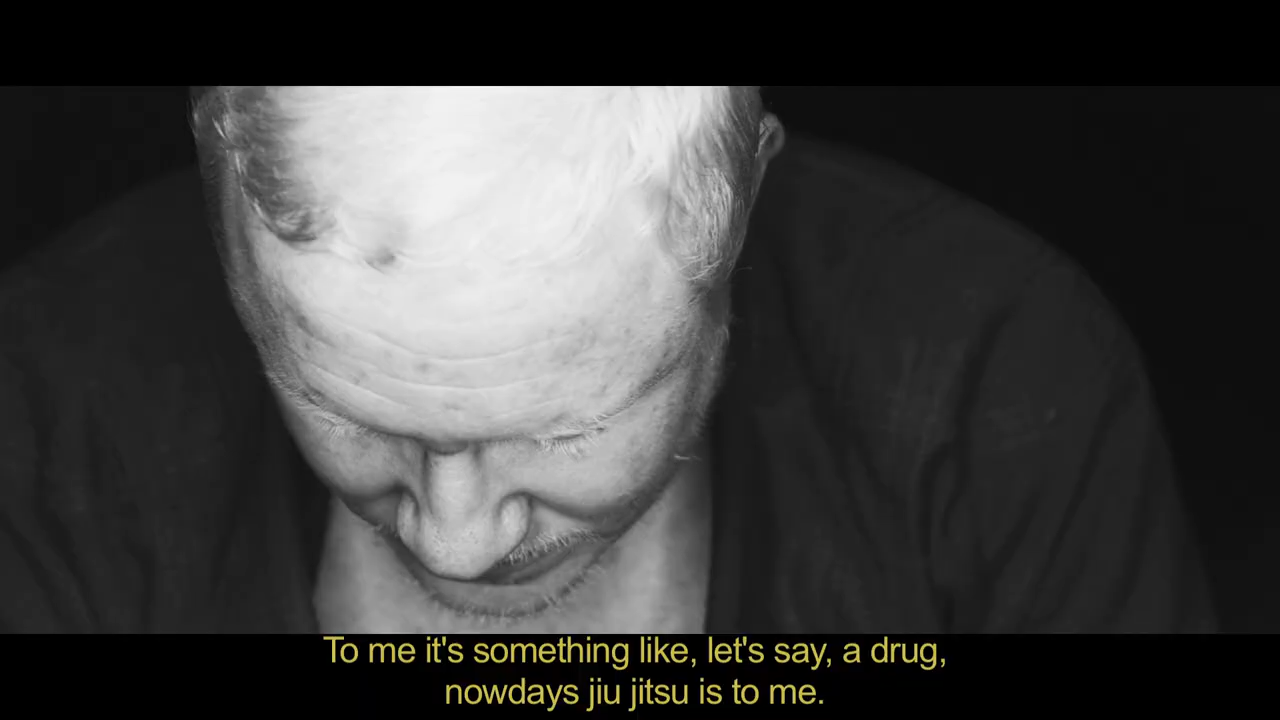 To me it's something like, let's say, a drug,
nowdays jiu jitsu is to me.